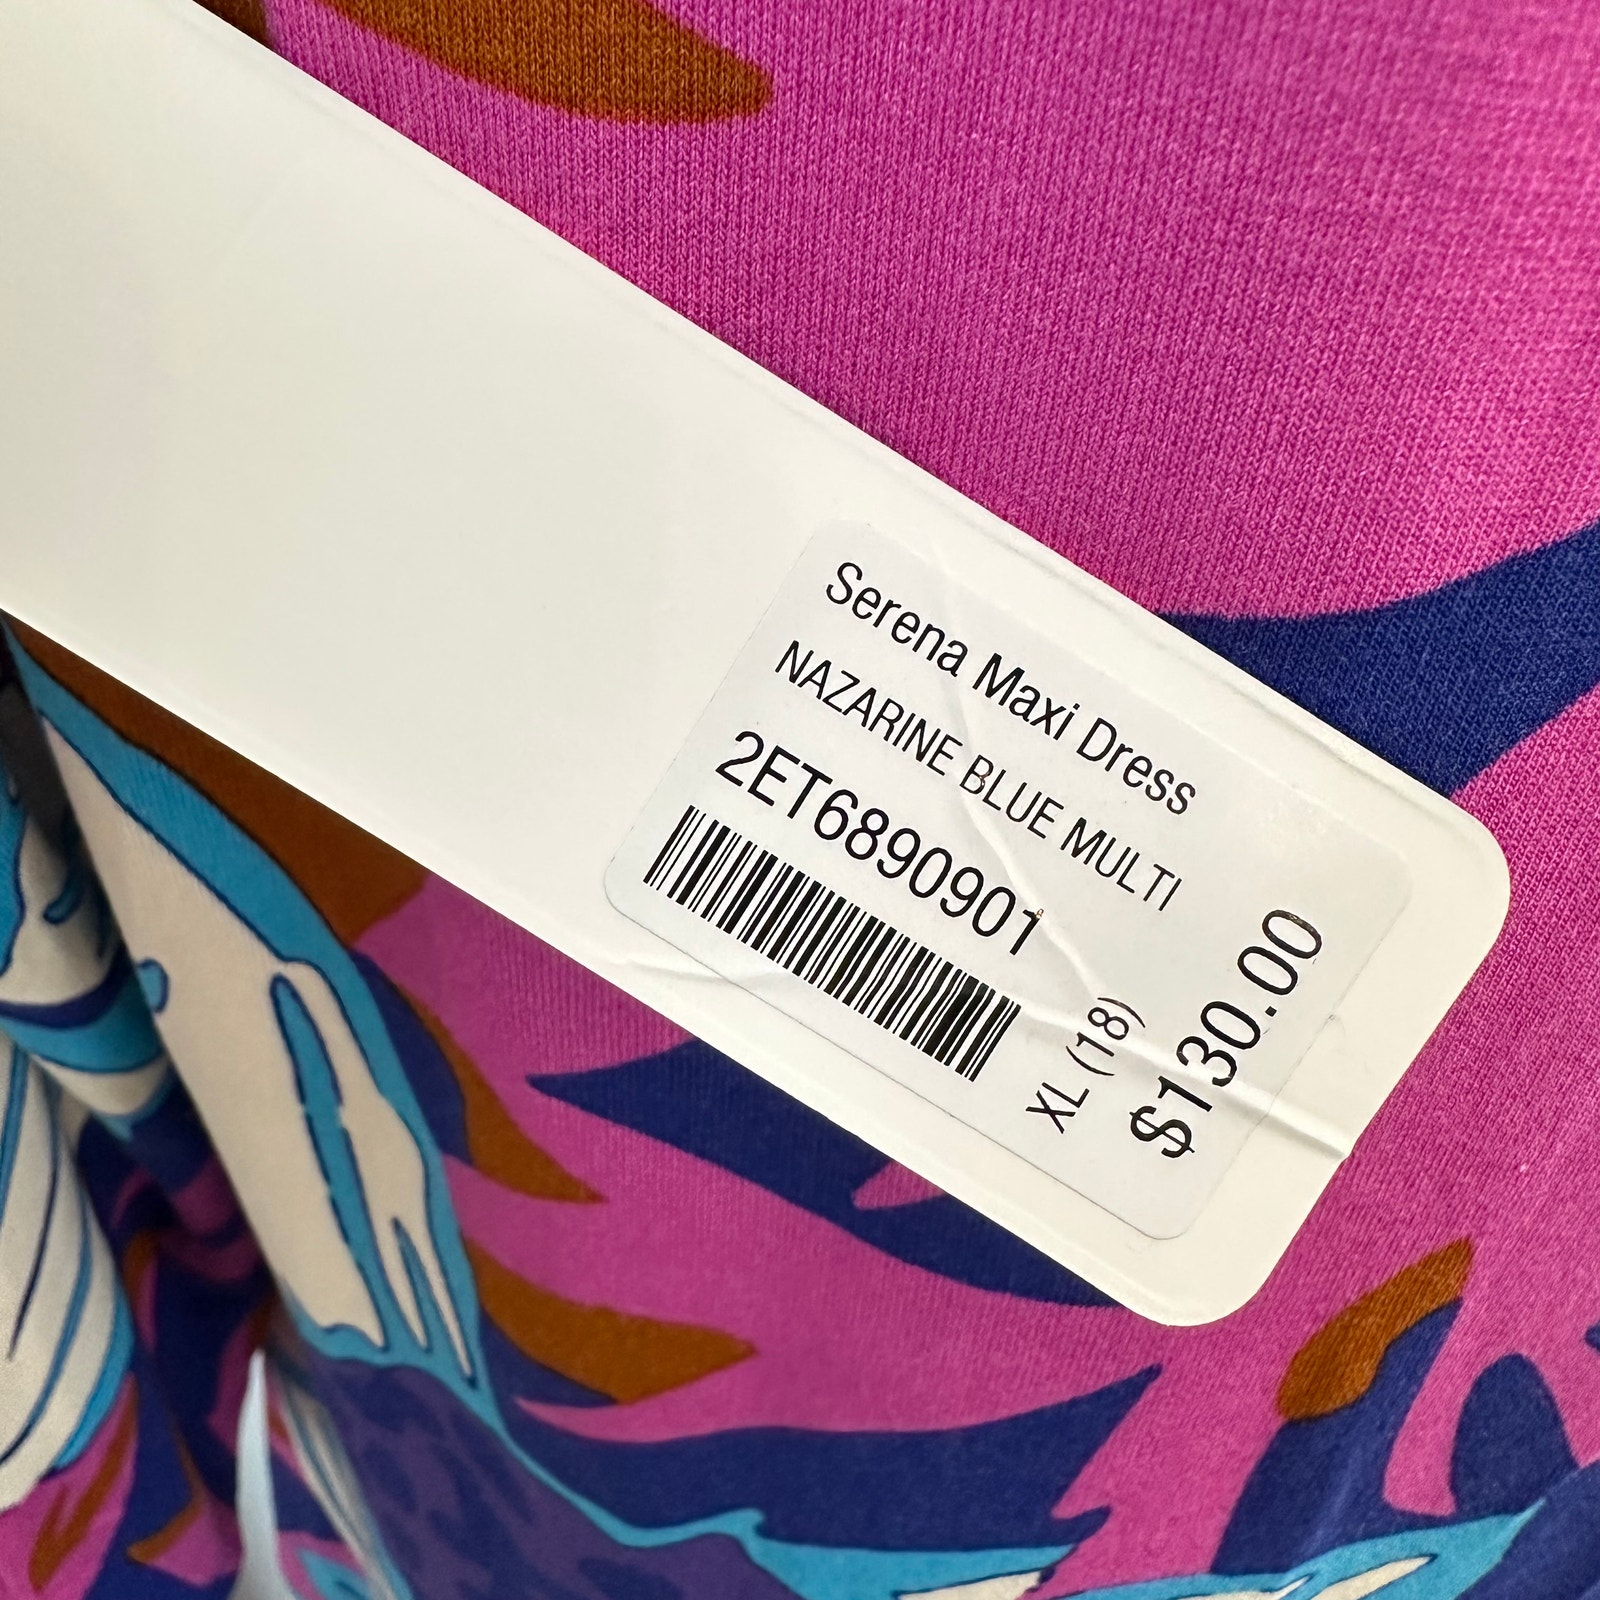 Serena Maxi Dress
NAZARINE BLUE MULTI
2ET6890901
XL (18)
$130.00